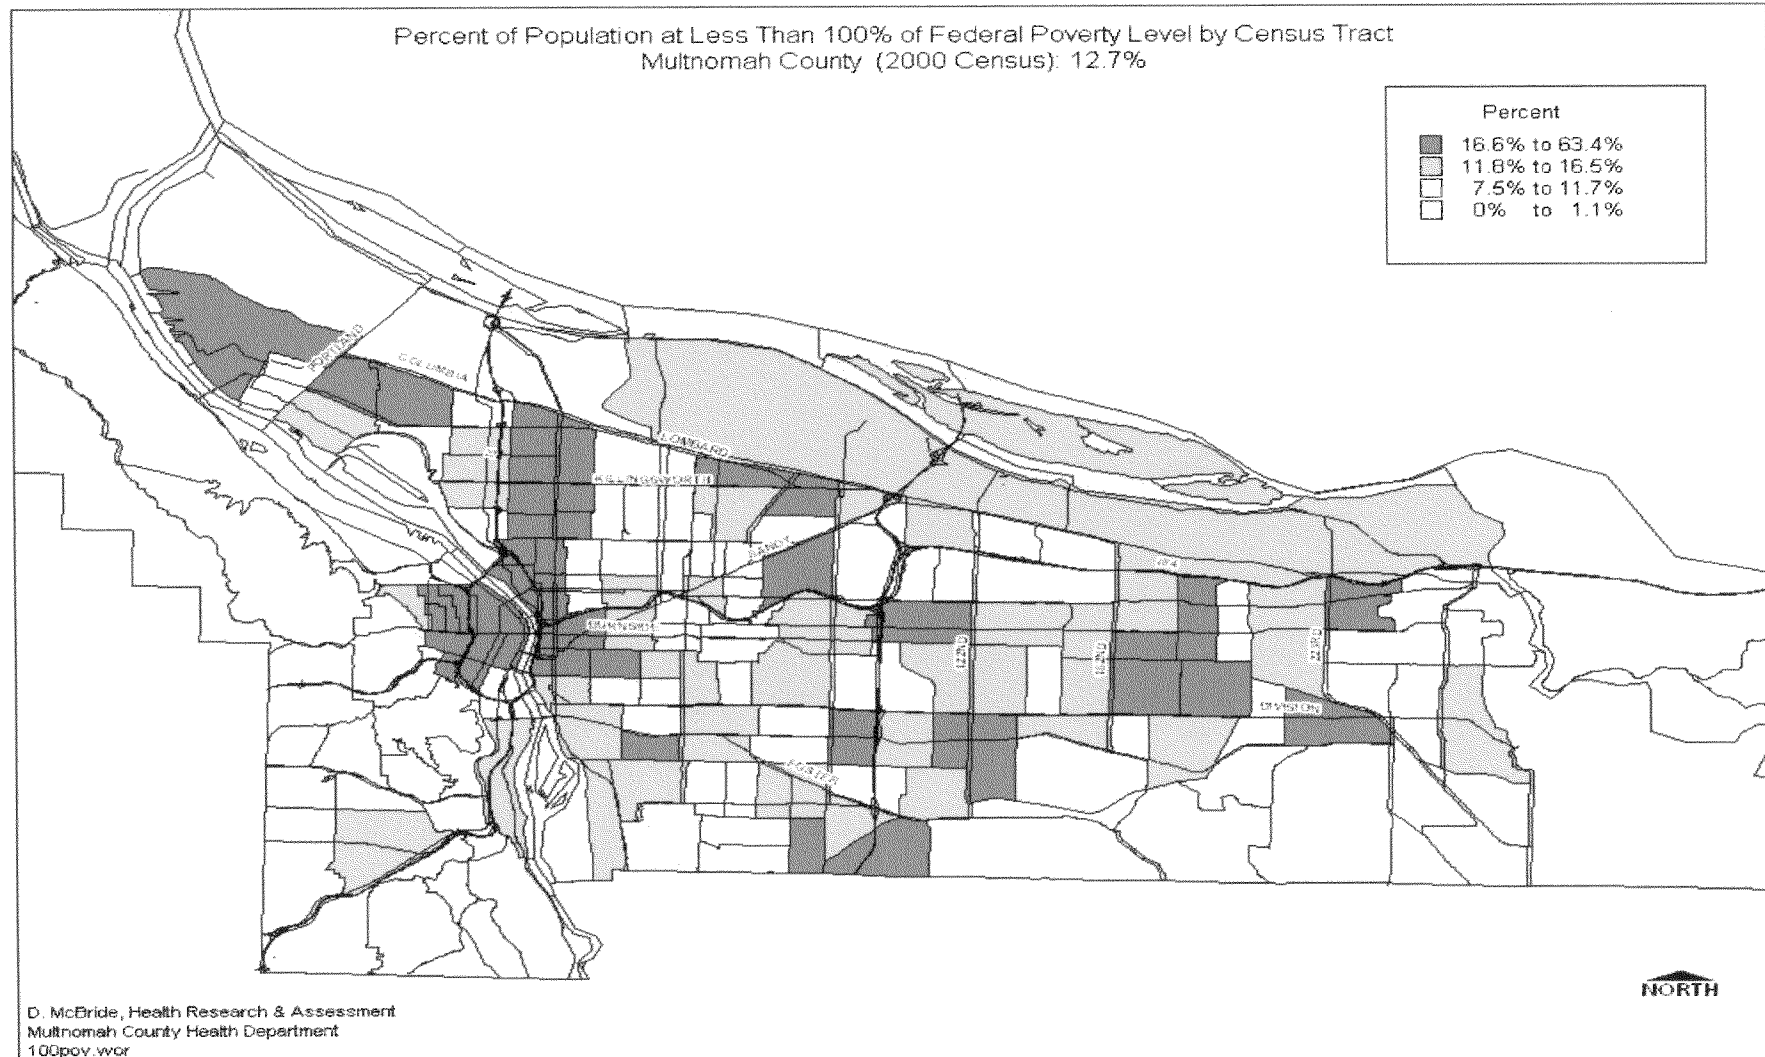 Percent of Population at Less Than 100% of Federal Poverty Level by Census Tract
Multnomah County (2000 Census): 12.7%
Percent
16.6% to 63.4%
11.8% to 16.5%
7.5% to 11.7%
0% to 1.1%
PORTLAND
COLUMBIA
LOMBARD
KILLINGSWORTH
SANDY
I84
BURNSIDE
122ND
162ND
223RD
DIVISION
FOSTER
NORTH
D. McBride, Health Research & Assessment
Multnomah County Health Department
100pov.wor